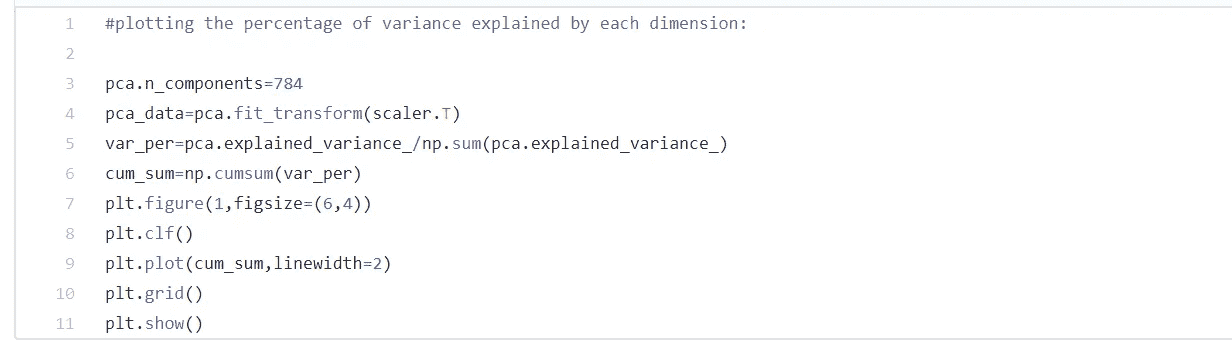 1 #plotting the percentage of variance explained by each dimension:
2
3 pca.n_components=784
4 pca_data=pca.fit_transform(scaler.T)
5 var_per=pca.explained_variance_/np.sum(pca.explained_variance_)
6 cum_sum=np.cumsum(var_per)
7 plt.figure(1,figsize=(6,4))
8 plt.clf()
9 plt.plot(cum_sum,linewidth=2)
10 plt.grid()
11 plt.show()